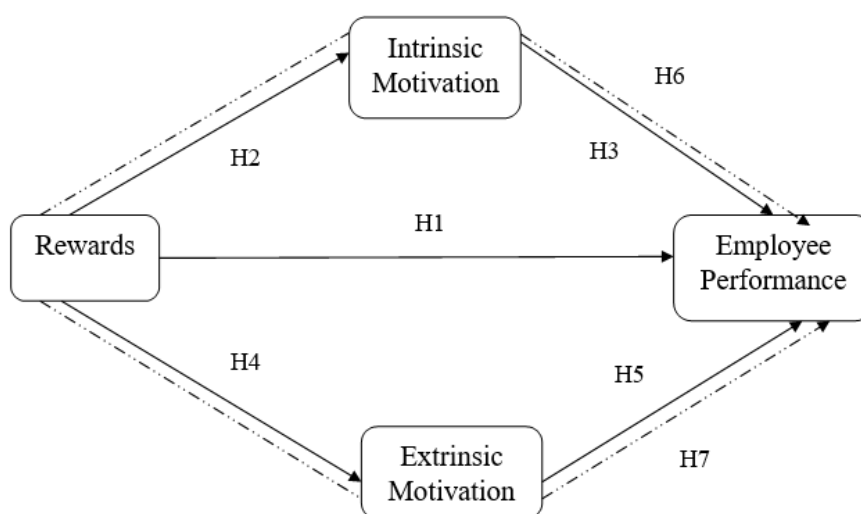 Intrinsic
Motivation
H6
H2
H3
H1
Rewards
Employee
Performance
H4
H5
Extrinsic
Motivation
H7